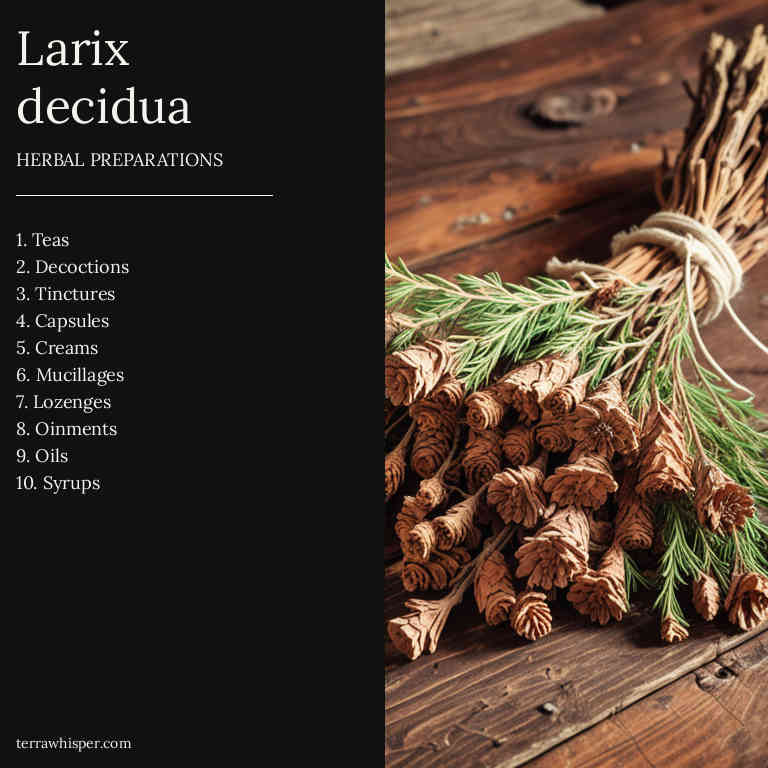 Larix
decidua
HERBAL PREPARATIONS
1. Teas
2. Decoctions
3. Tinctures
4. Capsules
5. Creams
6. Mucillages
7. Lozenges
8. Oinments
9. Oils
10. Syrups
terrawhisper.com